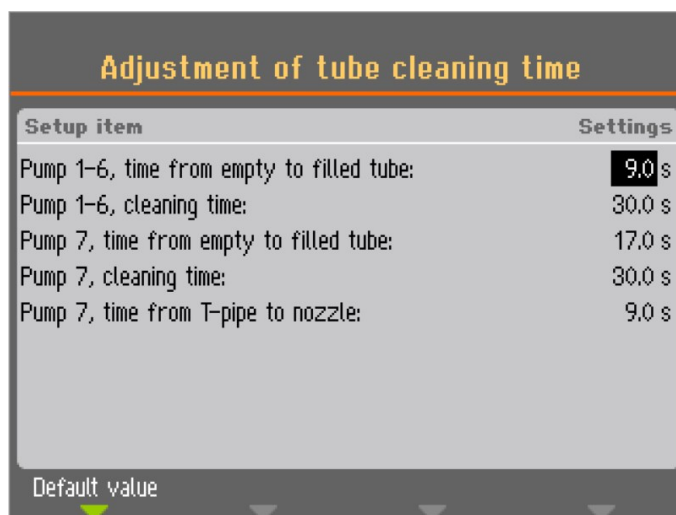 Adjustment of tube cleaning time
Setup item Settings
Pump 1-6, time from empty to filled tube: 9.0 s
Pump 1-6, cleaning time: 30.0 s
Pump 7, time from empty to filled tube: 17.0 s
Pump 7, cleaning time: 30.0 s
Pump 7, time from T-pipe to nozzle: 9.0 s
Default value